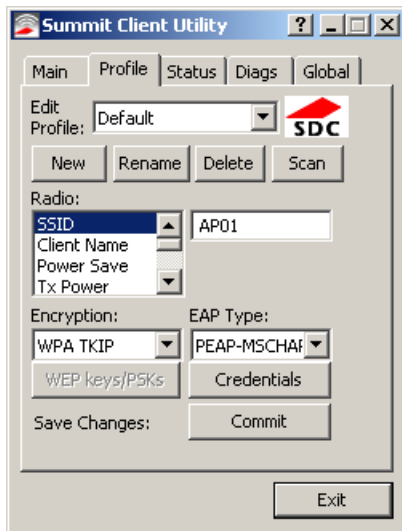 Summit Client Utility
Main Profile Status Diags Global
Edit
Profile: Default
SDC
New Rename Delete Scan
Radio:
SSID AP01
Client Name
Power Save
Tx Power
Encryption: EAP Type:
WPA TKIP PEAP-MSCHAP
WEP keys/PSKs Credentials
Save Changes: Commit
Exit